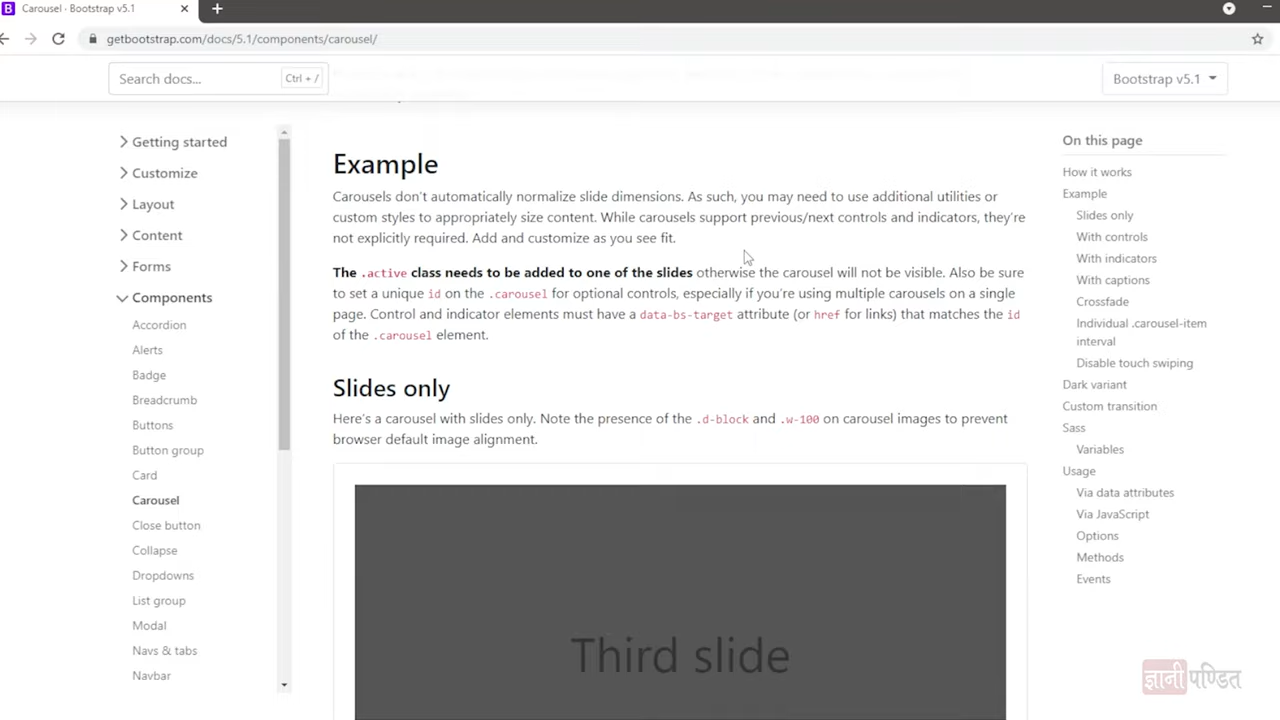 Carousel · Bootstrap v5.1
getbootstrap.com/docs/5.1/components/carousel/
Search docs...
Ctrl + /
Bootstrap v5.1
Getting started
Customize
Layout
Content
Forms
Components
Accordion
Alerts
Badge
Breadcrumb
Buttons
Button group
Card
Carousel
Close button
Collapse
Dropdowns
List group
Modal
Navs & tabs
Navbar
Example
Carousels don't automatically normalize slide dimensions. As such, you may need to use additional utilities or
custom styles to appropriately size content. While carousels support previous/next controls and indicators, they're
not explicitly required. Add and customize as you see fit.
The .active class needs to be added to one of the slides otherwise the carousel will not be visible. Also be sure
to set a unique id on the .carousel for optional controls, especially if you're using multiple carousels on a single
page. Control and indicator elements must have a data-bs-target attribute (or href for links) that matches the id
of the .carousel element.
Slides only
Here's a carousel with slides only. Note the presence of the .d-block and .w-100 on carousel images to prevent
browser default image alignment.
Third slide
On this page
How it works
Example
Slides only
With controls
With indicators
With captions
Crossfade
Individual .carousel-item
interval
Disable touch swiping
Dark variant
Custom transition
Sass
Variables
Usage
Via data attributes
Via JavaScript
Options
Methods
Events
ज्ञानीपण्डित